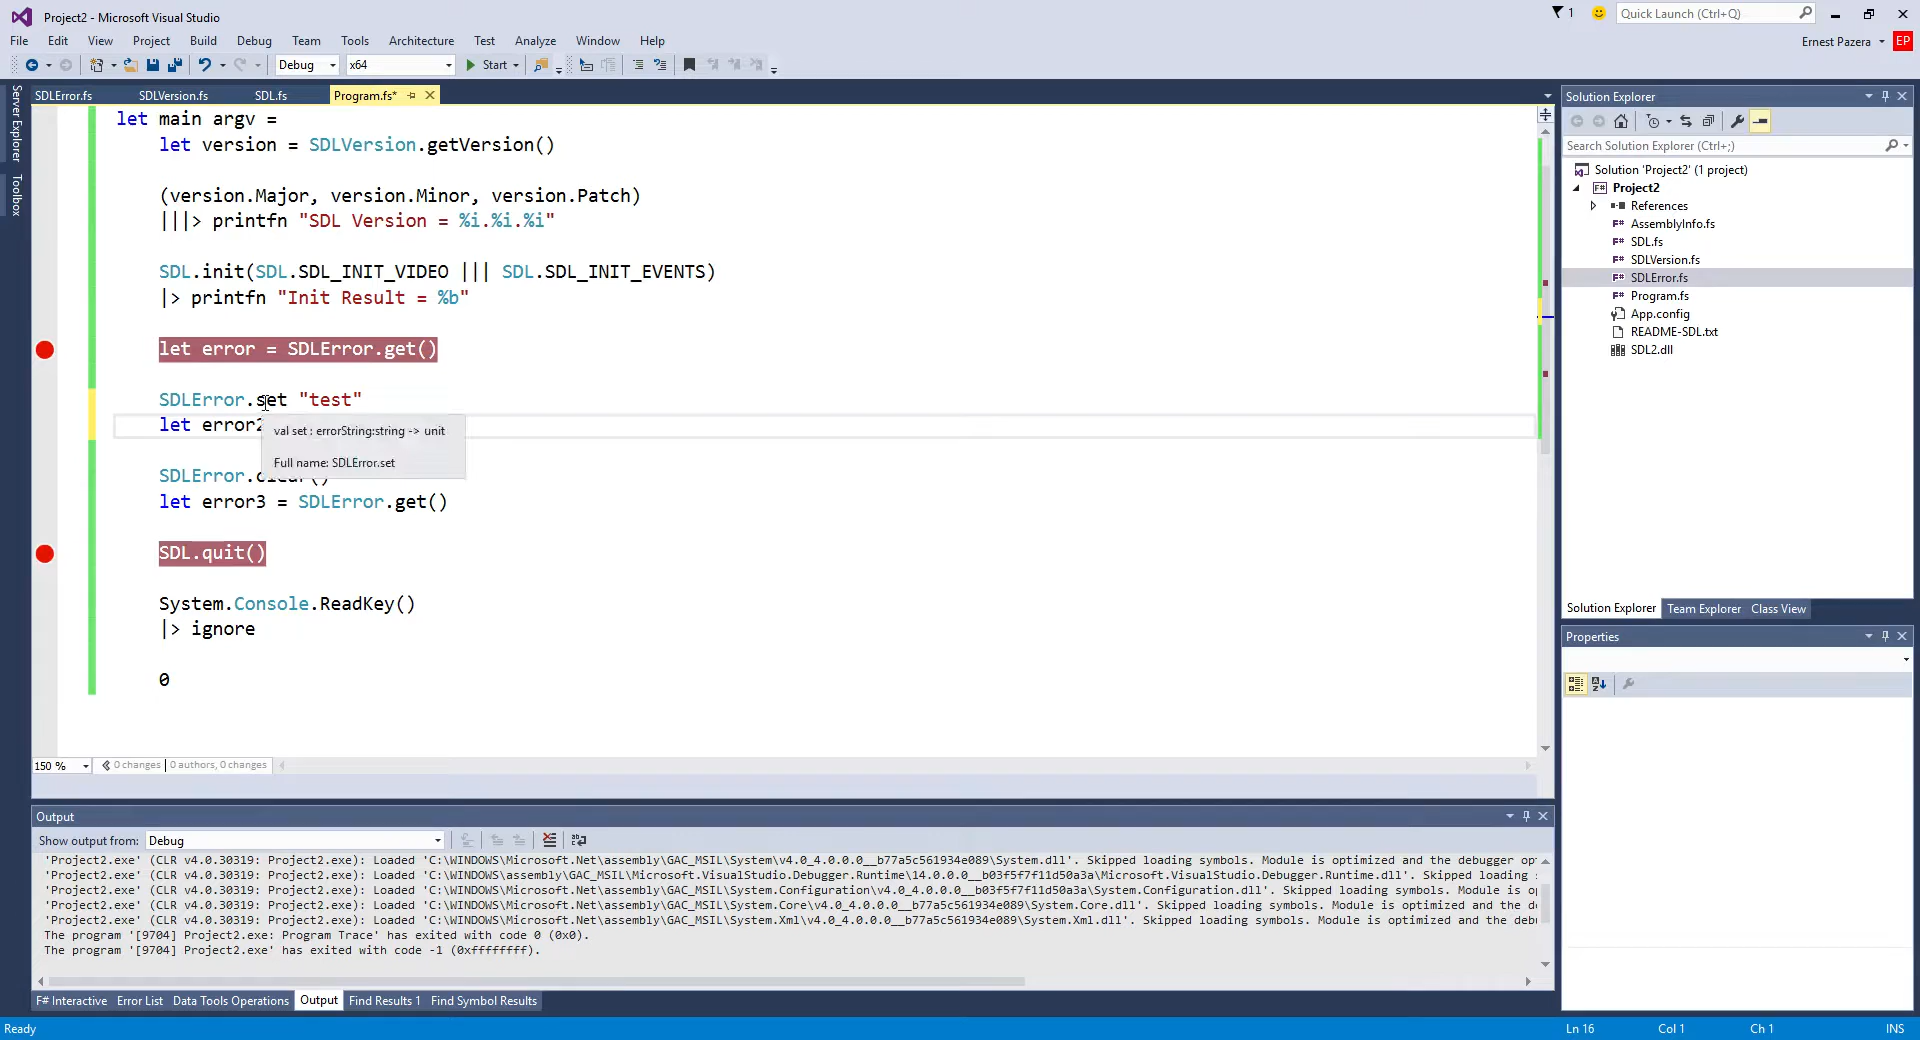 Project2 - Microsoft Visual Studio
1
Quick Launch (Ctrl+Q)
File Edit View Project Build Debug Team Tools Architecture Test Analyze Window Help
Ernest Pazera EP
Debug x64 Start
Server Explorer
Toolbox
SDLError.fs SDLVersion.fs SDL.fs Program.fs*
let main argv =
let version = SDLVersion.getVersion()
(version.Major, version.Minor, version.Patch)
|||> printfn "SDL Version = %i.%i.%i"
SDL.init(SDL.SDL_INIT_VIDEO ||| SDL.SDL_INIT_EVENTS)
|> printfn "Init Result = %b"
let error = SDLError.get()
SDLError.set "test"
let error2
val set : errorString:string -> unit
Full name: SDLError.set
SDLError.clear()
let error3 = SDLError.get()
SDL.quit()
System.Console.ReadKey()
|> ignore
0
150 % 0 changes | 0 authors, 0 changes
Output
Show output from: Debug
'Project2.exe' (CLR v4.0.30319: Project2.exe): Loaded 'C:\WINDOWS\Microsoft.Net\assembly\GAC_MSIL\System\v4.0_4.0.0.0__b77a5c561934e089\System.dll'. Skipped loading symbols. Module is optimized and the debugger op
'Project2.exe' (CLR v4.0.30319: Project2.exe): Loaded 'C:\WINDOWS\assembly\GAC_MSIL\Microsoft.VisualStudio.Debugger.Runtime\14.0.0.0__b03f5f7f11d50a3a\Microsoft.VisualStudio.Debugger.Runtime.dll'. Skipped loading
'Project2.exe' (CLR v4.0.30319: Project2.exe): Loaded 'C:\WINDOWS\Microsoft.Net\assembly\GAC_MSIL\System.Configuration\v4.0_4.0.0.0__b03f5f7f11d50a3a\System.Configuration.dll'. Skipped loading symbols. Module is o
'Project2.exe' (CLR v4.0.30319: Project2.exe): Loaded 'C:\WINDOWS\Microsoft.Net\assembly\GAC_MSIL\System.Core\v4.0_4.0.0.0__b77a5c561934e089\System.Core.dll'. Skipped loading symbols. Module is optimized and the d
'Project2.exe' (CLR v4.0.30319: Project2.exe): Loaded 'C:\WINDOWS\Microsoft.Net\assembly\GAC_MSIL\System.Xml\v4.0_4.0.0.0__b77a5c561934e089\System.Xml.dll'. Skipped loading symbols. Module is optimized and the deb
The program '[9704] Project2.exe: Program Trace' has exited with code 0 (0x0).
The program '[9704] Project2.exe' has exited with code -1 (0xffffffff).
F# Interactive Error List Data Tools Operations Output Find Results 1 Find Symbol Results
Solution Explorer
Search Solution Explorer (Ctrl+;)
Solution 'Project2' (1 project)
Project2
References
AssemblyInfo.fs
SDL.fs
SDLVersion.fs
SDLError.fs
Program.fs
App.config
README-SDL.txt
SDL2.dll
Solution Explorer Team Explorer Class View
Properties
Ready Ln 16 Col 1 Ch 1 INS